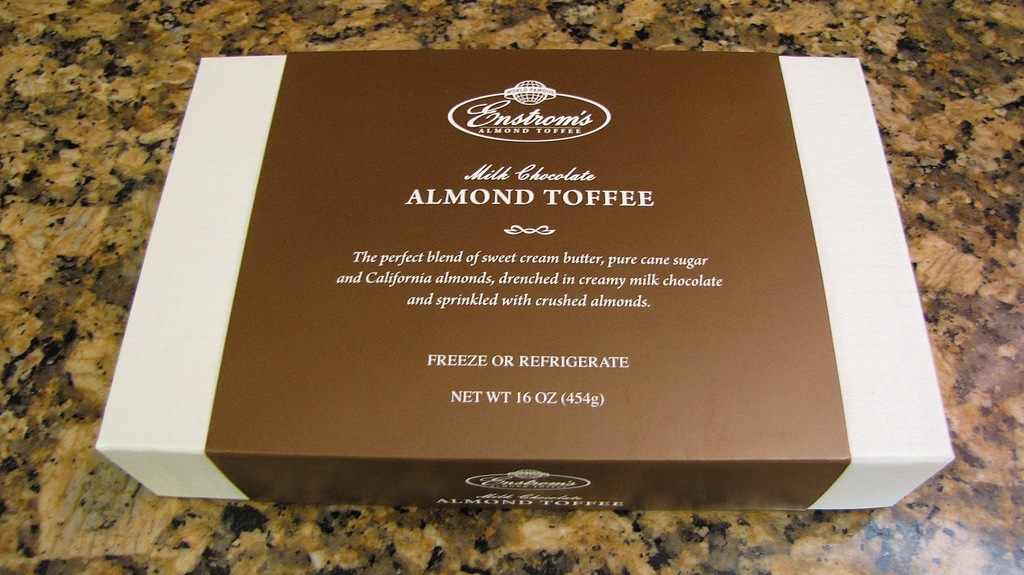 WORLD FAMOUS
Enstrom's
ALMOND TOFFEE
Milk Chocolate
ALMOND TOFFEE
The perfect blend of sweet cream butter, pure cane sugar
and California almonds, drenched in creamy milk chocolate
and sprinkled with crushed almonds.
FREEZE OR REFRIGERATE
NET WT 16 OZ (454g)
Enstrom's
Milk Chocolate
ALMOND TOFFEE